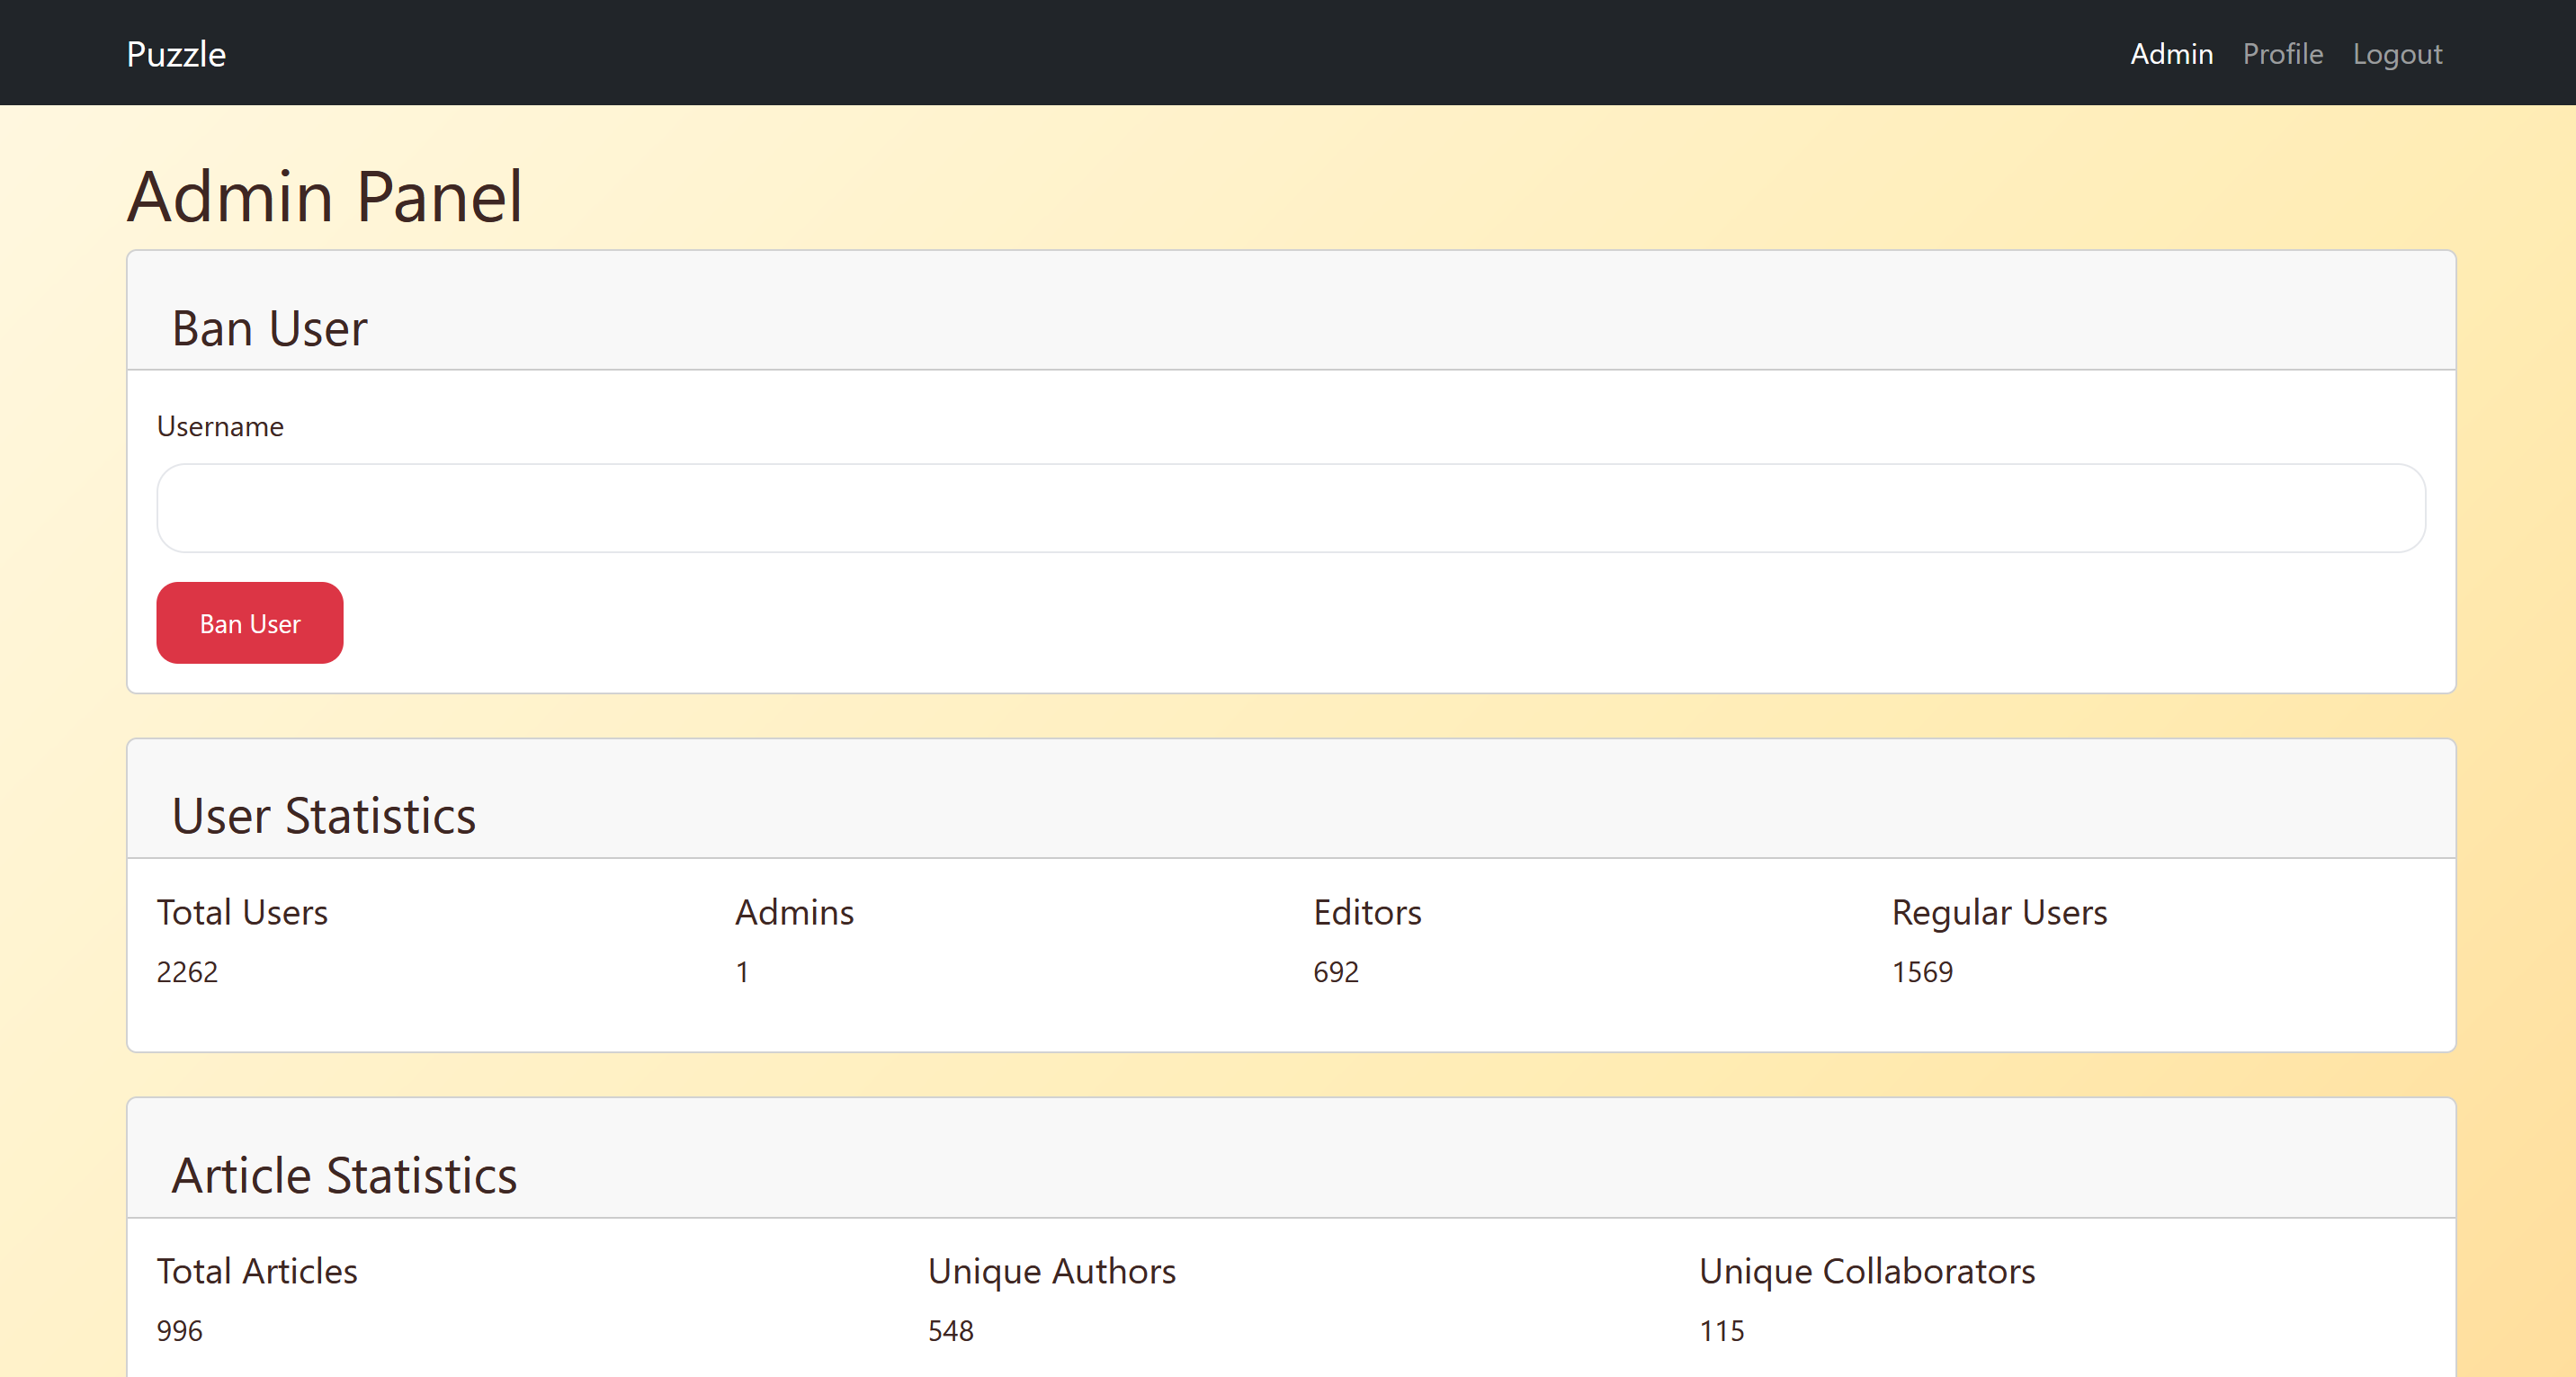 Puzzle Admin Profile Logout
Admin Panel
Ban User
Username
Ban User
User Statistics
Total Users Admins Editors Regular Users
2262 1 692 1569
Article Statistics
Total Articles Unique Authors Unique Collaborators
996 548 115